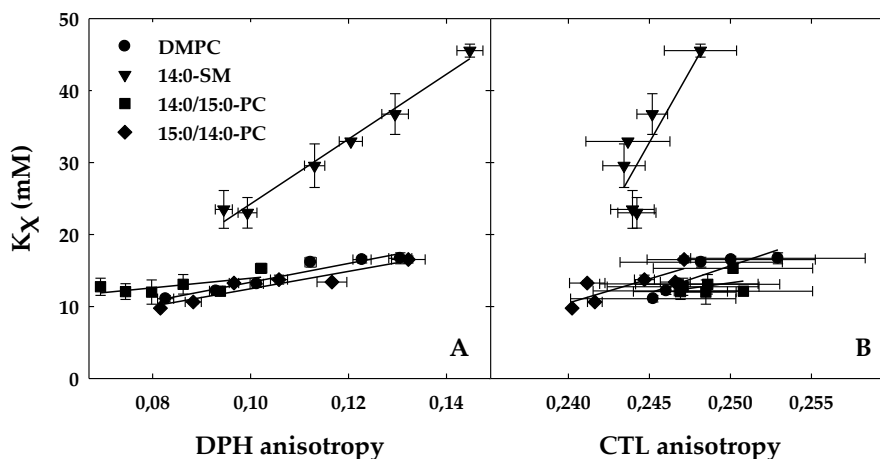 50
40
30
20
10
0
K_X (mM)
DMPC
14:0-SM
14:0/15:0-PC
15:0/14:0-PC
A
B
0,08 0,10 0,12 0,14
0,240 0,245 0,250 0,255
DPH anisotropy
CTL anisotropy